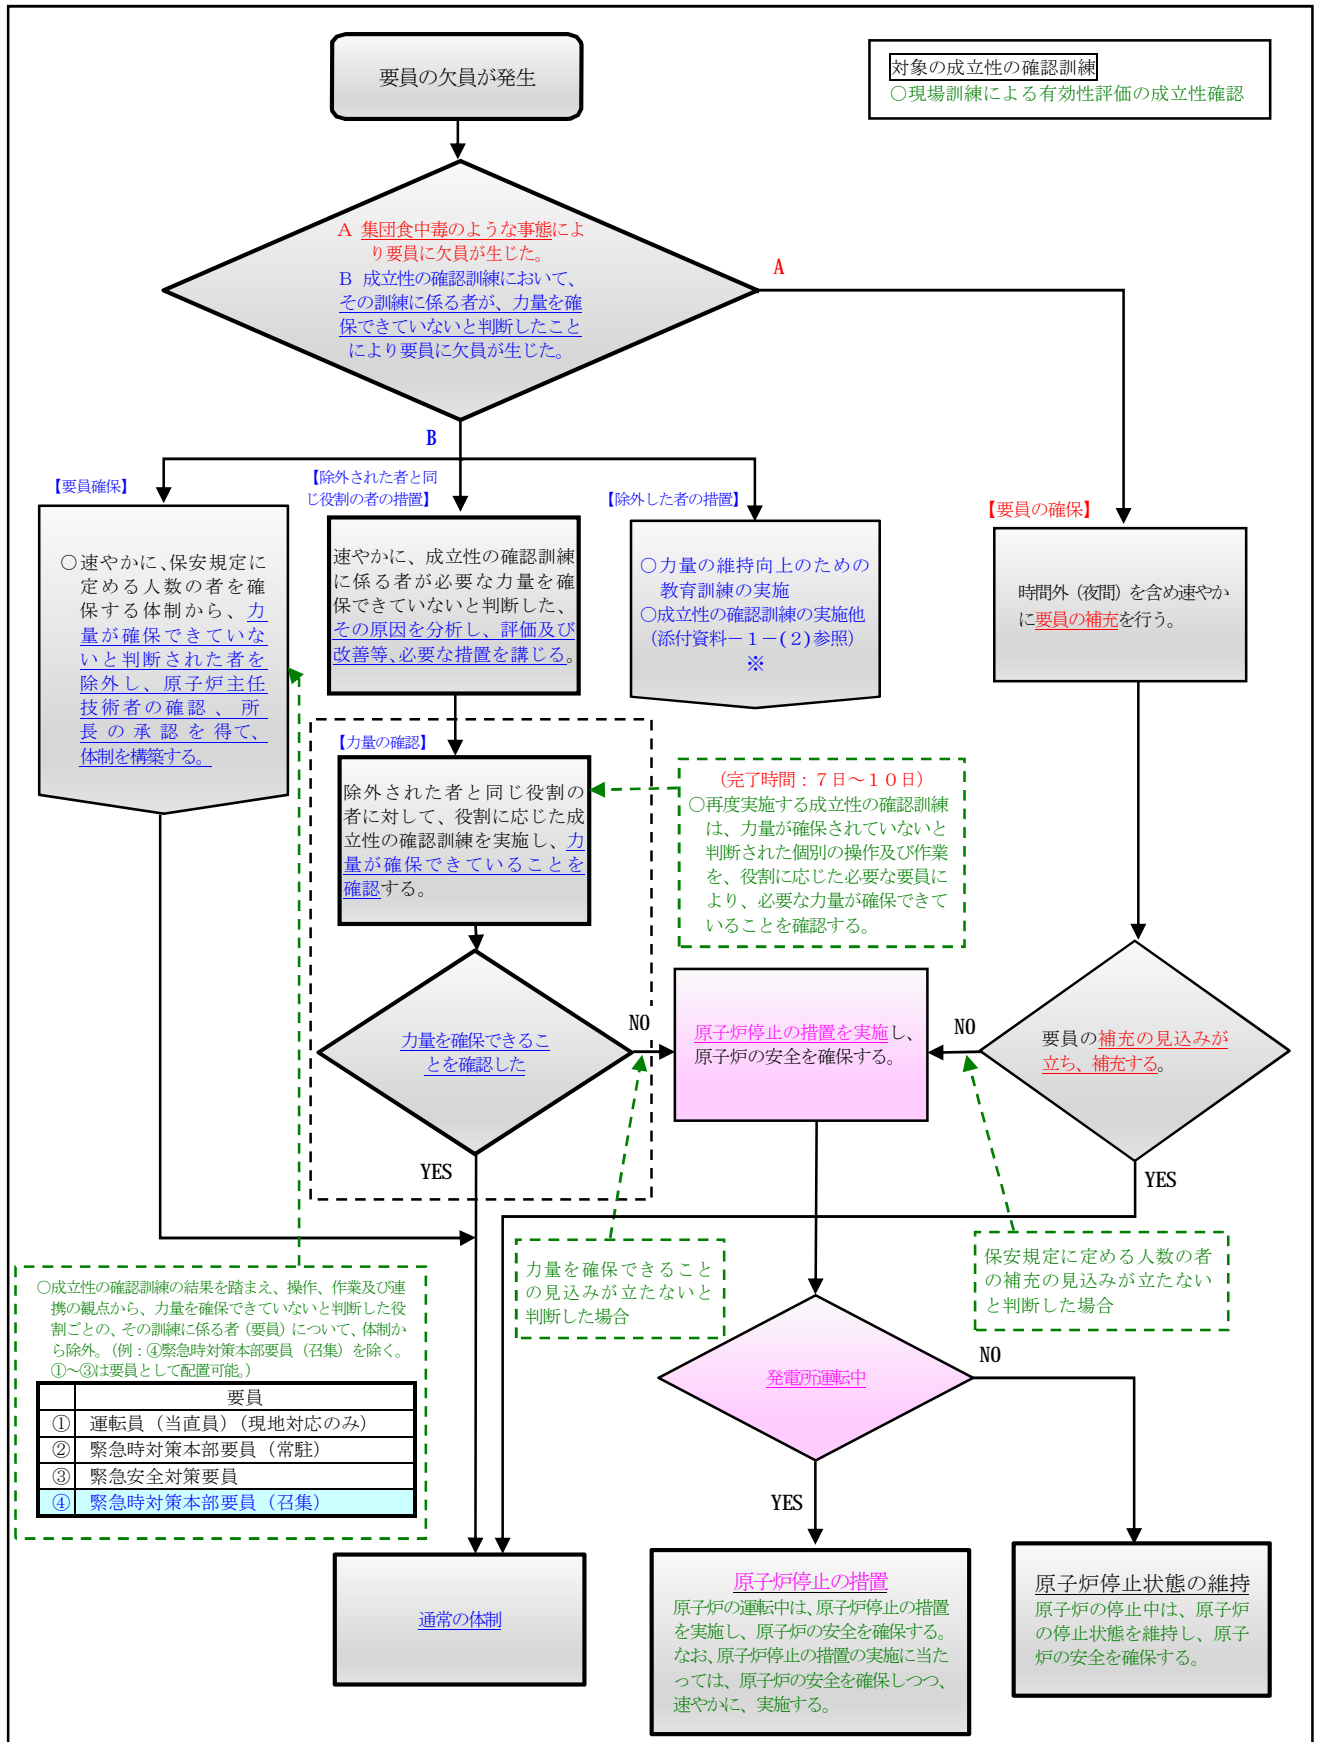 要員の欠員が発生
対象の成立性の確認訓練
○現場訓練による有効性評価の成立性確認
A 集団食中毒のような事態によ
り要員に欠員が生じた。
B 成立性の確認訓練において、
その訓練に係る者が、力量を確
保できていないと判断したこと
により要員に欠員が生じた。
A
B
【要員確保】
【除外された者と同
じ役割の者の措置】
【除外した者の措置】
【要員の確保】
○速やかに、保安規定に
定める人数の者を確
保する体制から、力
量が確保できていな
いと判断された者を
除外し、原子炉主任
技術者の確認、所
長の承認を得て、
体制を構築する。
速やかに、成立性の確認訓練
に係る者が必要な力量を確
保できていないと判断した、
その原因を分析し、評価及び
改善等、必要な措置を講じる。
○力量の維持向上のための
教育訓練の実施
○成立性の確認訓練の実施他
(添付資料－1－(2)参照)
※
時間外（夜間）を含め速やか
に要員の補充を行う。
【力量の確認】
除外された者と同じ役割の
者に対して、役割に応じた成
立性の確認訓練を実施し、力
量が確保できていることを
確認する。
（完了時間：７日～１０日）
○再度実施する成立性の確認訓練
は、力量が確保されていないと
判断された個別の操作及び作業
を、役割に応じた必要な要員に
より、必要な力量が確保できて
いることを確認する。
力量を確保できるこ
とを確認した
NO
原子炉停止の措置を実施し、
原子炉の安全を確保する。
NO
要員の補充の見込みが
立ち、補充する。
YES
YES
力量を確保できること
の見込みが立たないと
判断した場合
保安規定に定める人数の者
の補充の見込みが立たない
と判断した場合
○成立性の確認訓練の結果を踏まえ、操作、作業及び連
携の観点から、力量を確保できていないと判断した役
割ごとの、その訓練に係る者（要員）について、体制か
ら除外。（例：④緊急時対策本部要員（召集）を除く。
①～③は要員として配置可能。）
要員
① 運転員（当直員）（現地対応のみ）
② 緊急時対策本部要員（常駐）
③ 緊急安全対策要員
④ 緊急時対策本部要員（召集）
発電所運転中
NO
YES
通常の体制
原子炉停止の措置
原子炉の運転中は、原子炉停止の措置
を実施し、原子炉の安全を確保する。
なお、原子炉停止の措置の実施に当た
っては、原子炉の安全を確保しつつ、
速やかに、実施する。
原子炉停止状態の維持
原子炉の停止中は、原子炉
の停止状態を維持し、原子
炉の安全を確保する。